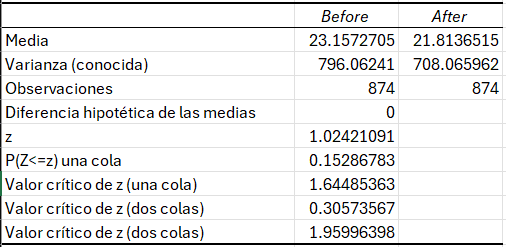 Before After
Media 23.1572705 21.8136515
Varianza (conocida) 796.06241 708.065962
Observaciones 874 874
Diferencia hipotética de las medias 0
z 1.02421091
P(Z<=z) una cola 0.15286783
Valor crítico de z (una cola) 1.64485363
Valor crítico de z (dos colas) 0.30573567
Valor crítico de z (dos colas) 1.95996398